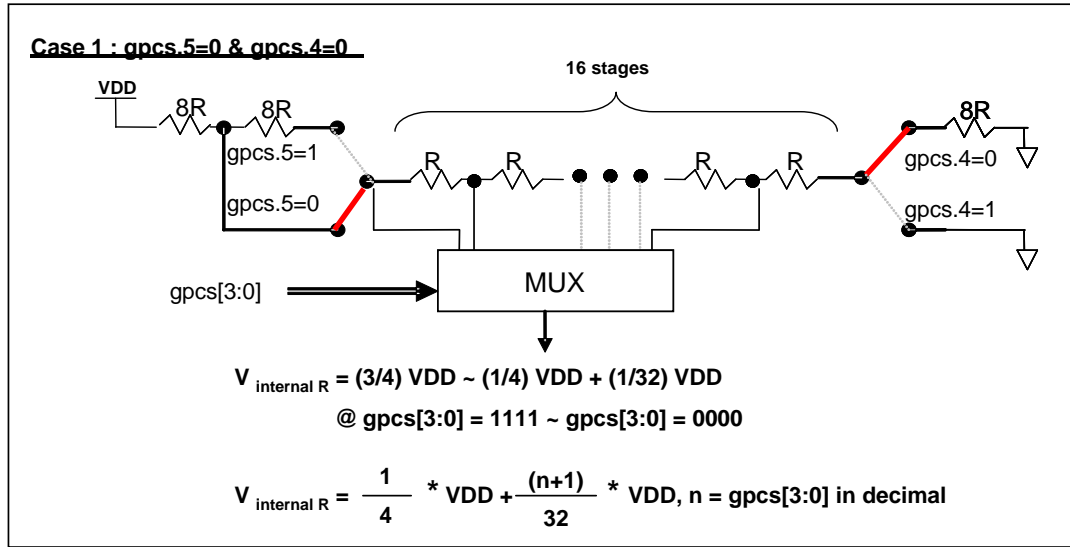 Case 1 : gpcs.5=0 & gpcs.4=0
16 stages
VDD
8R 8R 8R
gpcs.5=1
R R R R
gpcs.4=0
gpcs.5=0
gpcs.4=1
MUX
gpcs[3:0]
V internal R = (3/4) VDD ~ (1/4) VDD + (1/32) VDD
@ gpcs[3:0] = 1111 ~ gpcs[3:0] = 0000
V internal R = 1/4 * VDD + (n+1)/32 * VDD, n = gpcs[3:0] in decimal